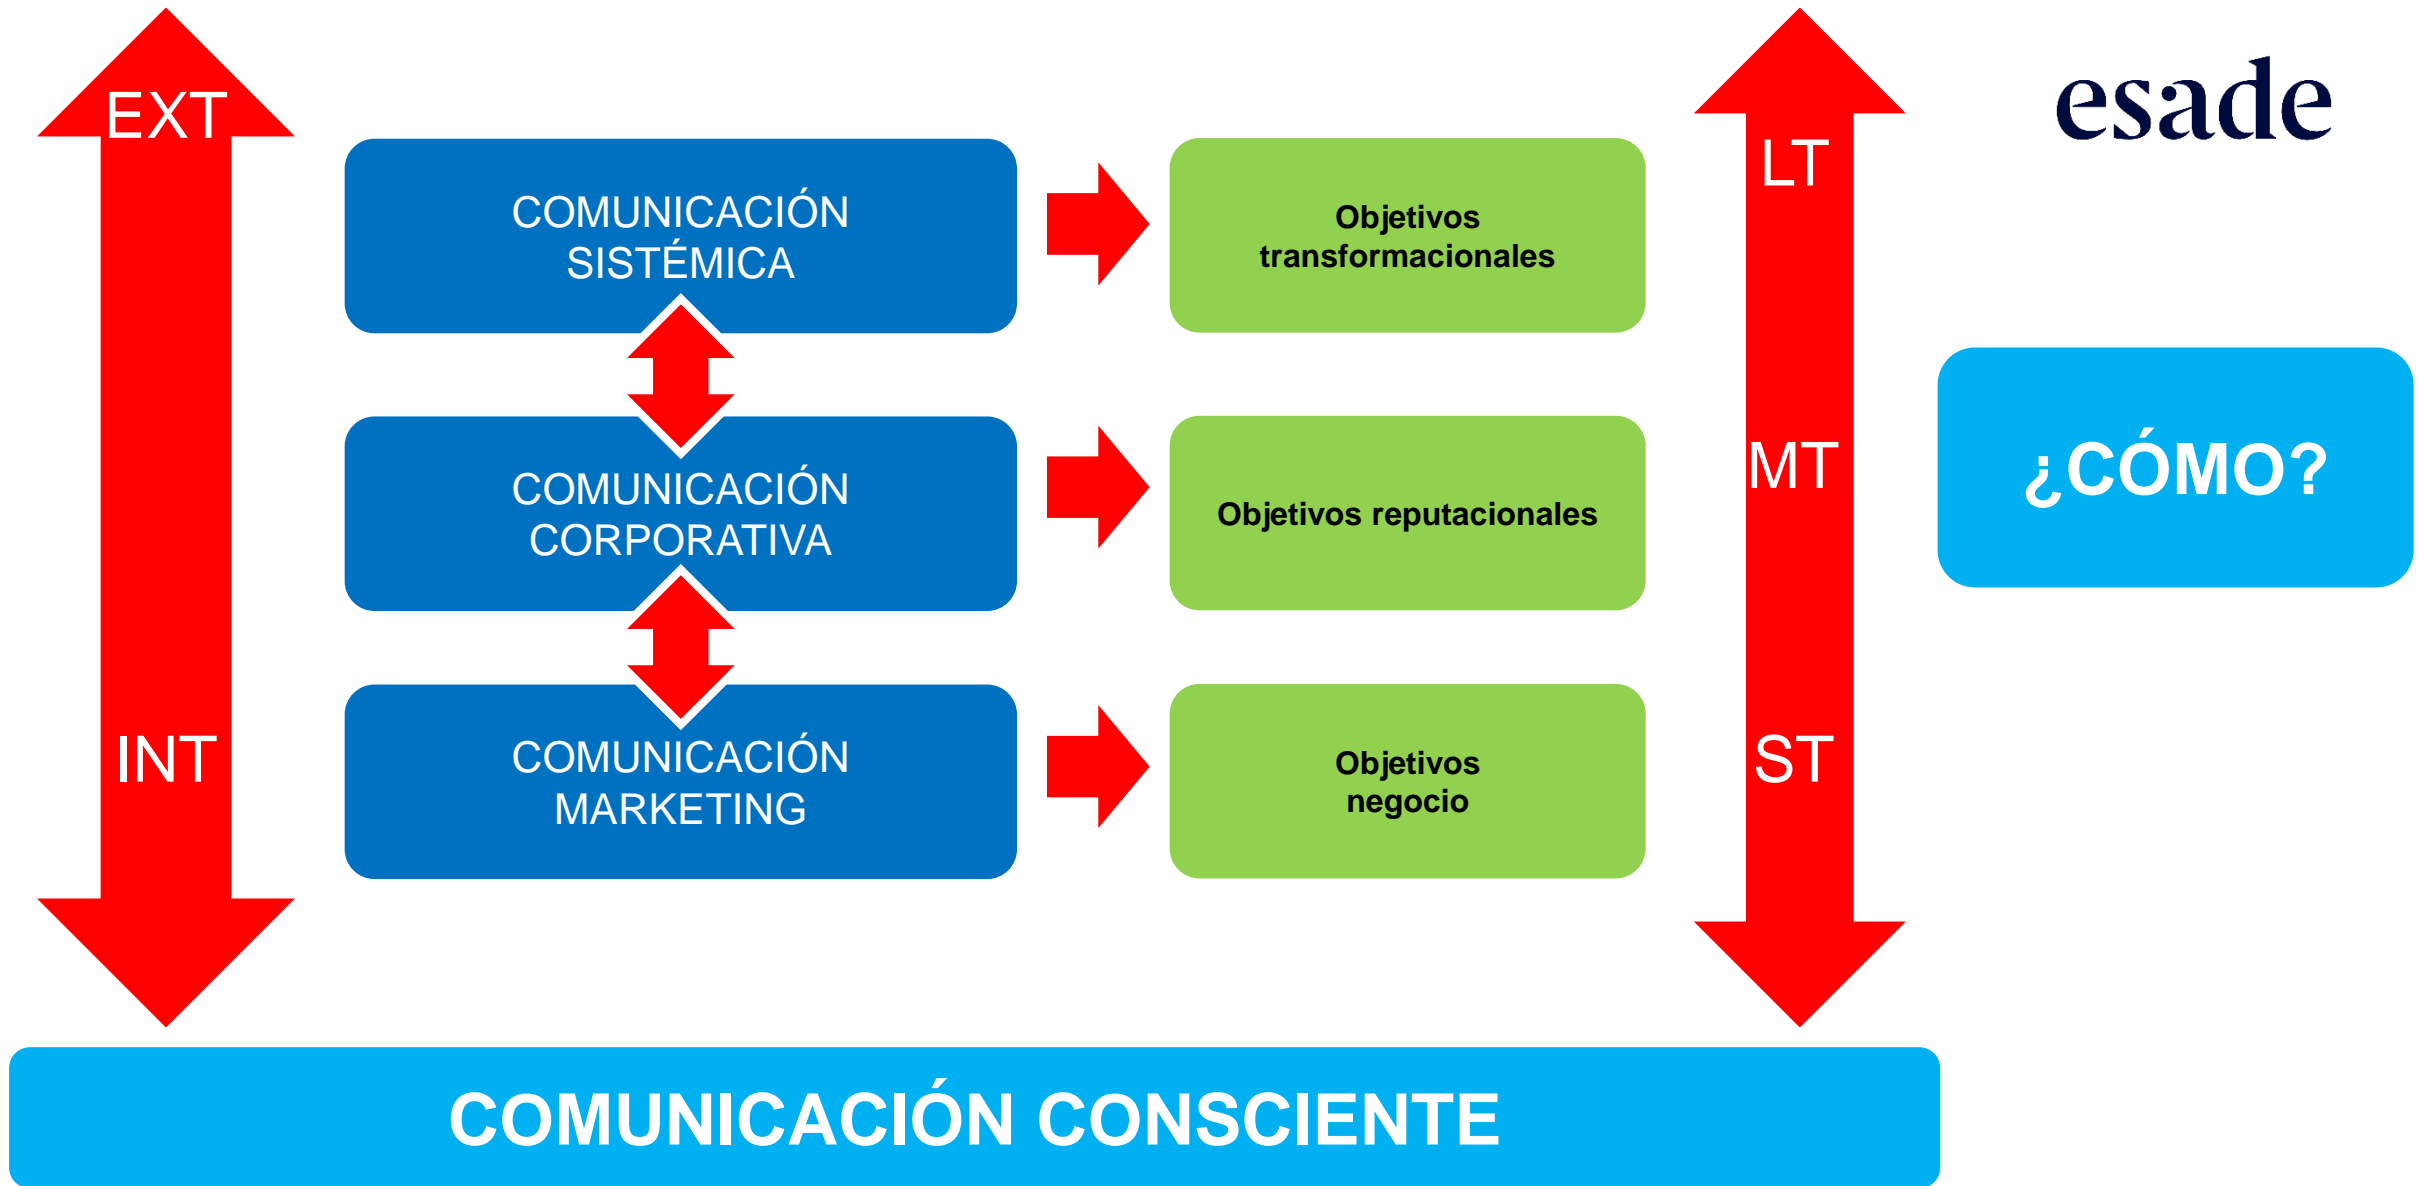 EXT
INT
COMUNICACIÓN
SISTÉMICA
Objetivos
transformacionales
COMUNICACIÓN
CORPORATIVA
Objetivos reputacionales
COMUNICACIÓN
MARKETING
Objetivos
negocio
LT
MT
ST
esade
¿CÓMO?
COMUNICACIÓN CONSCIENTE